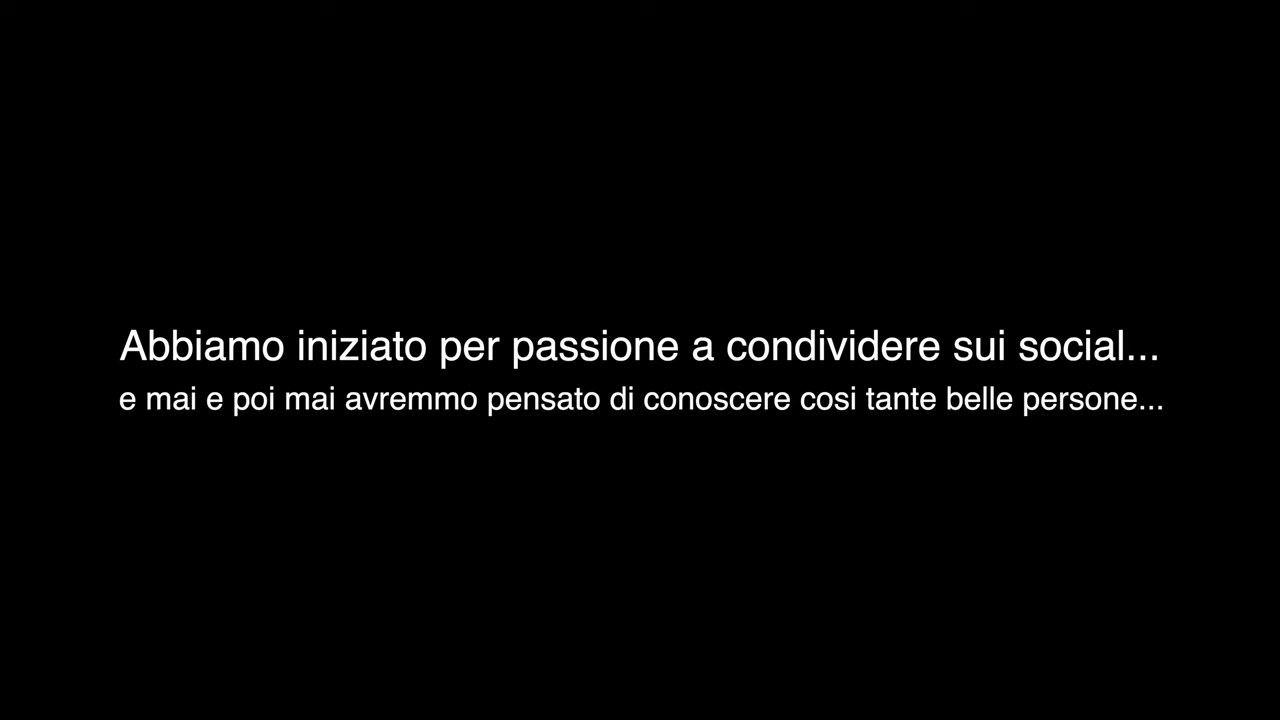 Abbiamo iniziato per passione a condividere sui social...
e mai e poi mai avremmo pensato di conoscere cosi tante belle persone...